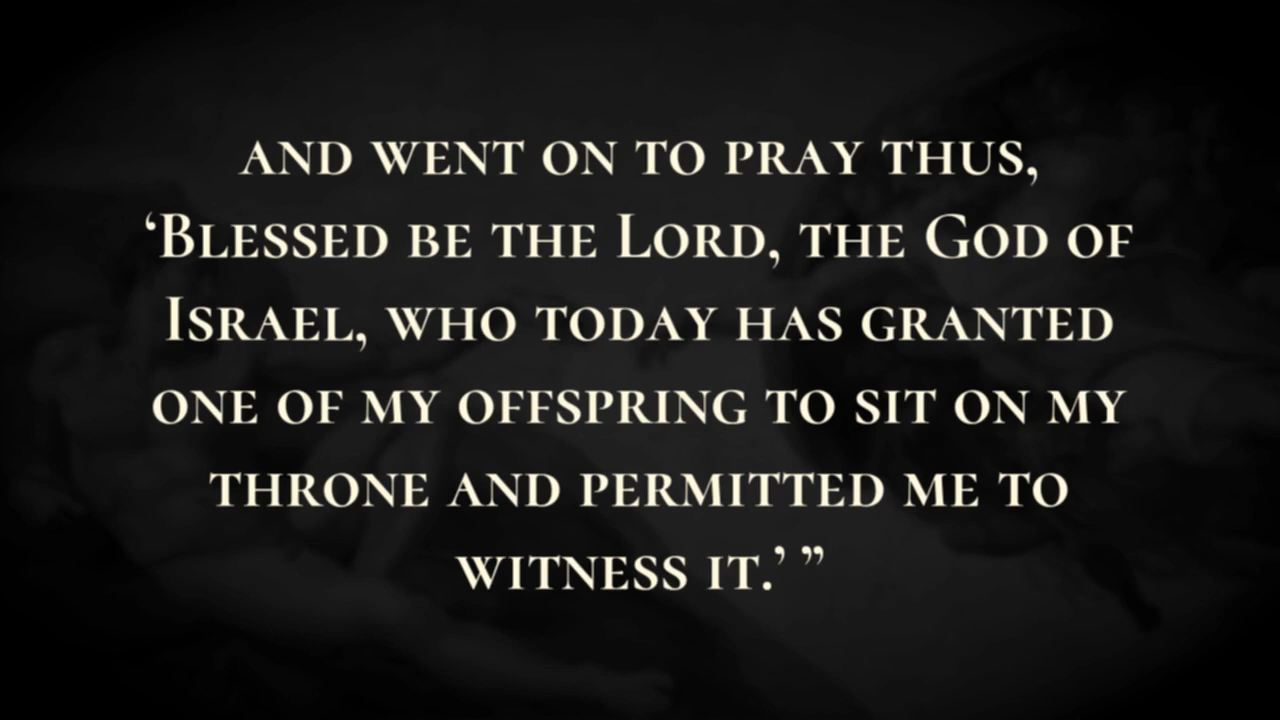 and went on to pray thus,
‘Blessed be the Lord, the God of
Israel, who today has granted
one of my offspring to sit on my
throne and permitted me to
witness it.’ ”